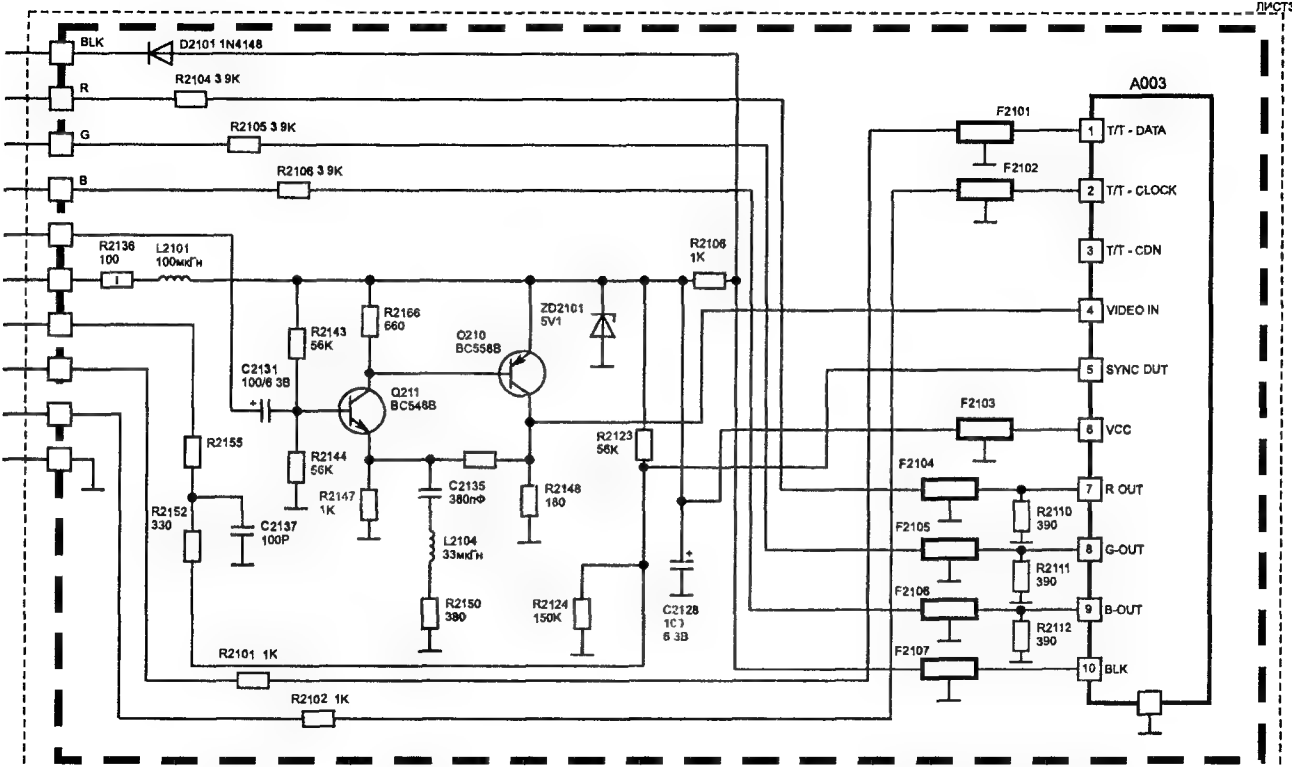 ЛИСТ3
BLK
D2101 1N4148
R
R2104 3 9K
G
R2105 3 9K
B
R2106 3 9K
A003
F2101
1 T/T - DATA
F2102
2 T/T - CLOCK
3 T/T - CDN
R2136
100
L2101
100мкГн
R2106
1K
4 VIDEO IN
R2166
660
ZD2101
5V1
R2143
56K
Q210
BC558B
C2131
100/6 3B
Q211
BC548B
5 SYNC DUT
F2103
6 VCC
R2155
R2144
56K
R2123
56K
F2104
7 R OUT
R2147
1K
C2135
380пФ
R2148
180
R2110
390
R2152
330
C2137
100P
F2105
8 G-OUT
L2104
33мкГн
R2111
390
F2106
9 B-OUT
R2150
380
R2124
150K
C2128
6 3B
R2112
390
F2107
10 BLK
R2101 1K
R2102 1K